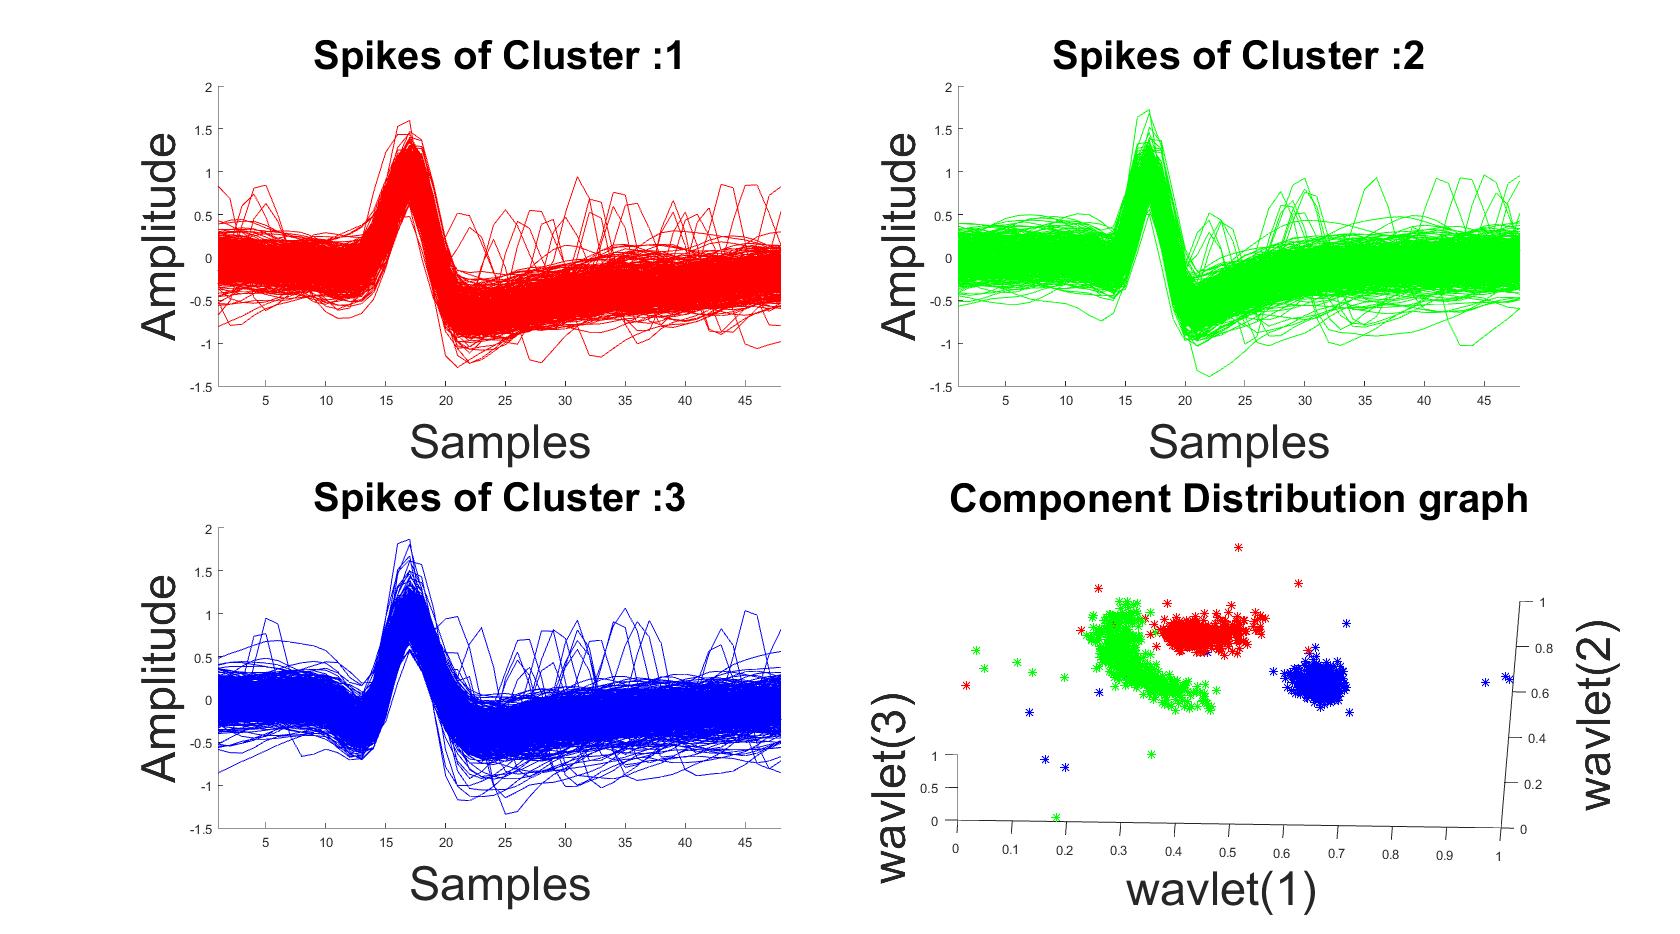 Spikes of Cluster :1
Amplitude
2
1.5
1
0.5
0
-0.5
-1
-1.5
5 10 15 20 25 30 35 40 45
Samples
Spikes of Cluster :2
Amplitude
2
1.5
1
0.5
0
-0.5
-1
-1.5
5 10 15 20 25 30 35 40 45
Samples
Spikes of Cluster :3
Amplitude
2
1.5
1
0.5
0
-0.5
-1
-1.5
5 10 15 20 25 30 35 40 45
Samples
Component Distribution graph
wavlet(3)
1
0.5
0
0 0.1 0.2 0.3 0.4 0.5 0.6 0.7 0.8 0.9 1
wavlet(1)
1
0.8
0.6
0.4
0.2
0
wavlet(2)